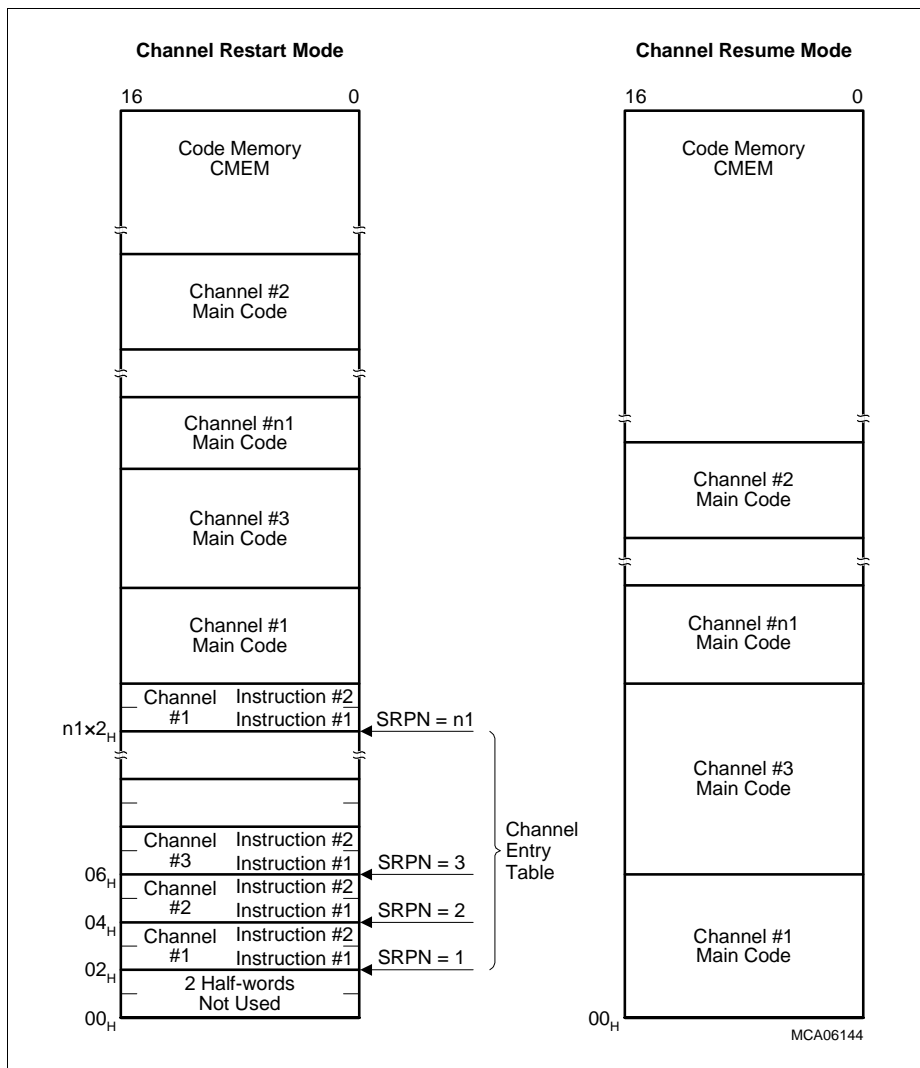 Channel Restart Mode
16 0
Code Memory
CMEM
Channel #2
Main Code
Channel #n1
Main Code
Channel #3
Main Code
Channel #1
Main Code
Channel
#1
Instruction #2
Instruction #1
SRPN = n1
n1×2H
Channel
#3
Instruction #2
Instruction #1
SRPN = 3
06H
Channel
#2
Instruction #2
Instruction #1
SRPN = 2
04H
Channel
#1
Instruction #2
Instruction #1
SRPN = 1
02H
2 Half-words
Not Used
00H
Channel
Entry
Table
Channel Resume Mode
16 0
Code Memory
CMEM
Channel #2
Main Code
Channel #n1
Main Code
Channel #3
Main Code
Channel #1
Main Code
00H
MCA06144